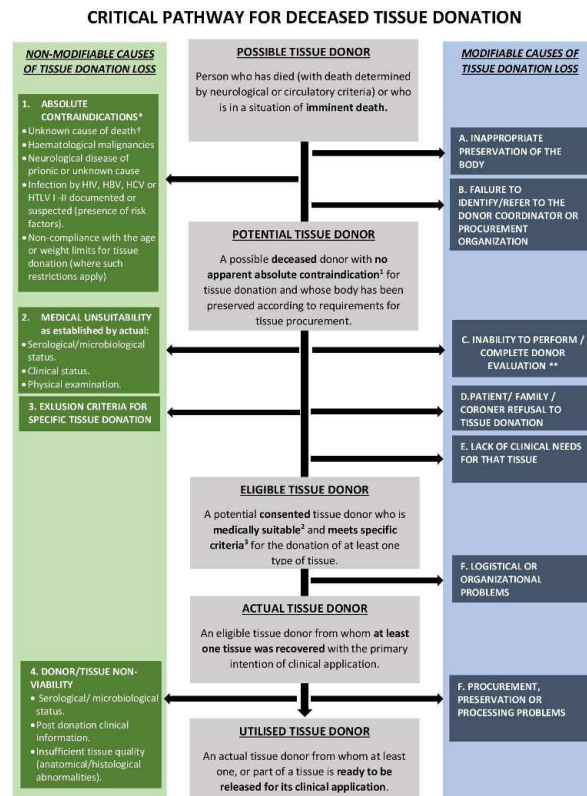 CRITICAL PATHWAY FOR DECEASED TISSUE DONATION
NON-MODIFIABLE CAUSES
OF TISSUE DONATION LOSS
1. ABSOLUTE
CONTRAINDICATIONS*
• Unknown cause of death†
• Haematological malignancies
• Neurological disease of
prionic or unknown cause
• Infection by HIV, HBV, HCV or
HTLV I -II documented or
suspected (presence of risk
factors).
• Non-compliance with the age
or weight limits for tissue
donation (where such
restrictions apply)
2. MEDICAL UNSUITABILITY
as established by actual:
• Serological/microbiological
status.
• Clinical status.
• Physical examination.
3. EXLUSION CRITERIA FOR
SPECIFIC TISSUE DONATION
4. DONOR/TISSUE NON-
VIABILITY
• Serological/ microbiological
status.
• Post donation clinical
information.
• Insufficient tissue quality
(anatomical/histological
abnormalities).
POSSIBLE TISSUE DONOR
Person who has died (with death determined
by neurological or circulatory criteria) or who
is in a situation of imminent death.
POTENTIAL TISSUE DONOR
A possible deceased donor with no
apparent absolute contraindication¹ for
tissue donation and whose body has been
preserved according to requirements for
tissue procurement.
ELIGIBLE TISSUE DONOR
A potential consented tissue donor who is
medically suitable² and meets specific
criteria³ for the donation of at least one
type of tissue.
ACTUAL TISSUE DONOR
An eligible tissue donor from whom at least
one tissue was recovered with the primary
intention of clinical application.
UTILISED TISSUE DONOR
An actual tissue donor from whom at least
one, or part of a tissue is ready to be
released for its clinical application.
MODIFIABLE CAUSES OF
TISSUE DONATION LOSS
A. INAPPROPRIATE
PRESERVATION OF THE
BODY
B. FAILURE TO
IDENTIFY/REFER TO THE
DONOR COORDINATOR OR
PROCUREMENT
ORGANIZATION
C. INABILITY TO PERFORM /
COMPLETE DONOR
EVALUATION **
D.PATIENT/ FAMILY /
CORONER REFUSAL TO
TISSUE DONATION
E. LACK OF CLINICAL NEEDS
FOR THAT TISSUE
F. LOGISTICAL OR
ORGANIZATIONAL
PROBLEMS
F. PROCUREMENT,
PRESERVATION OR
PROCESSING PROBLEMS